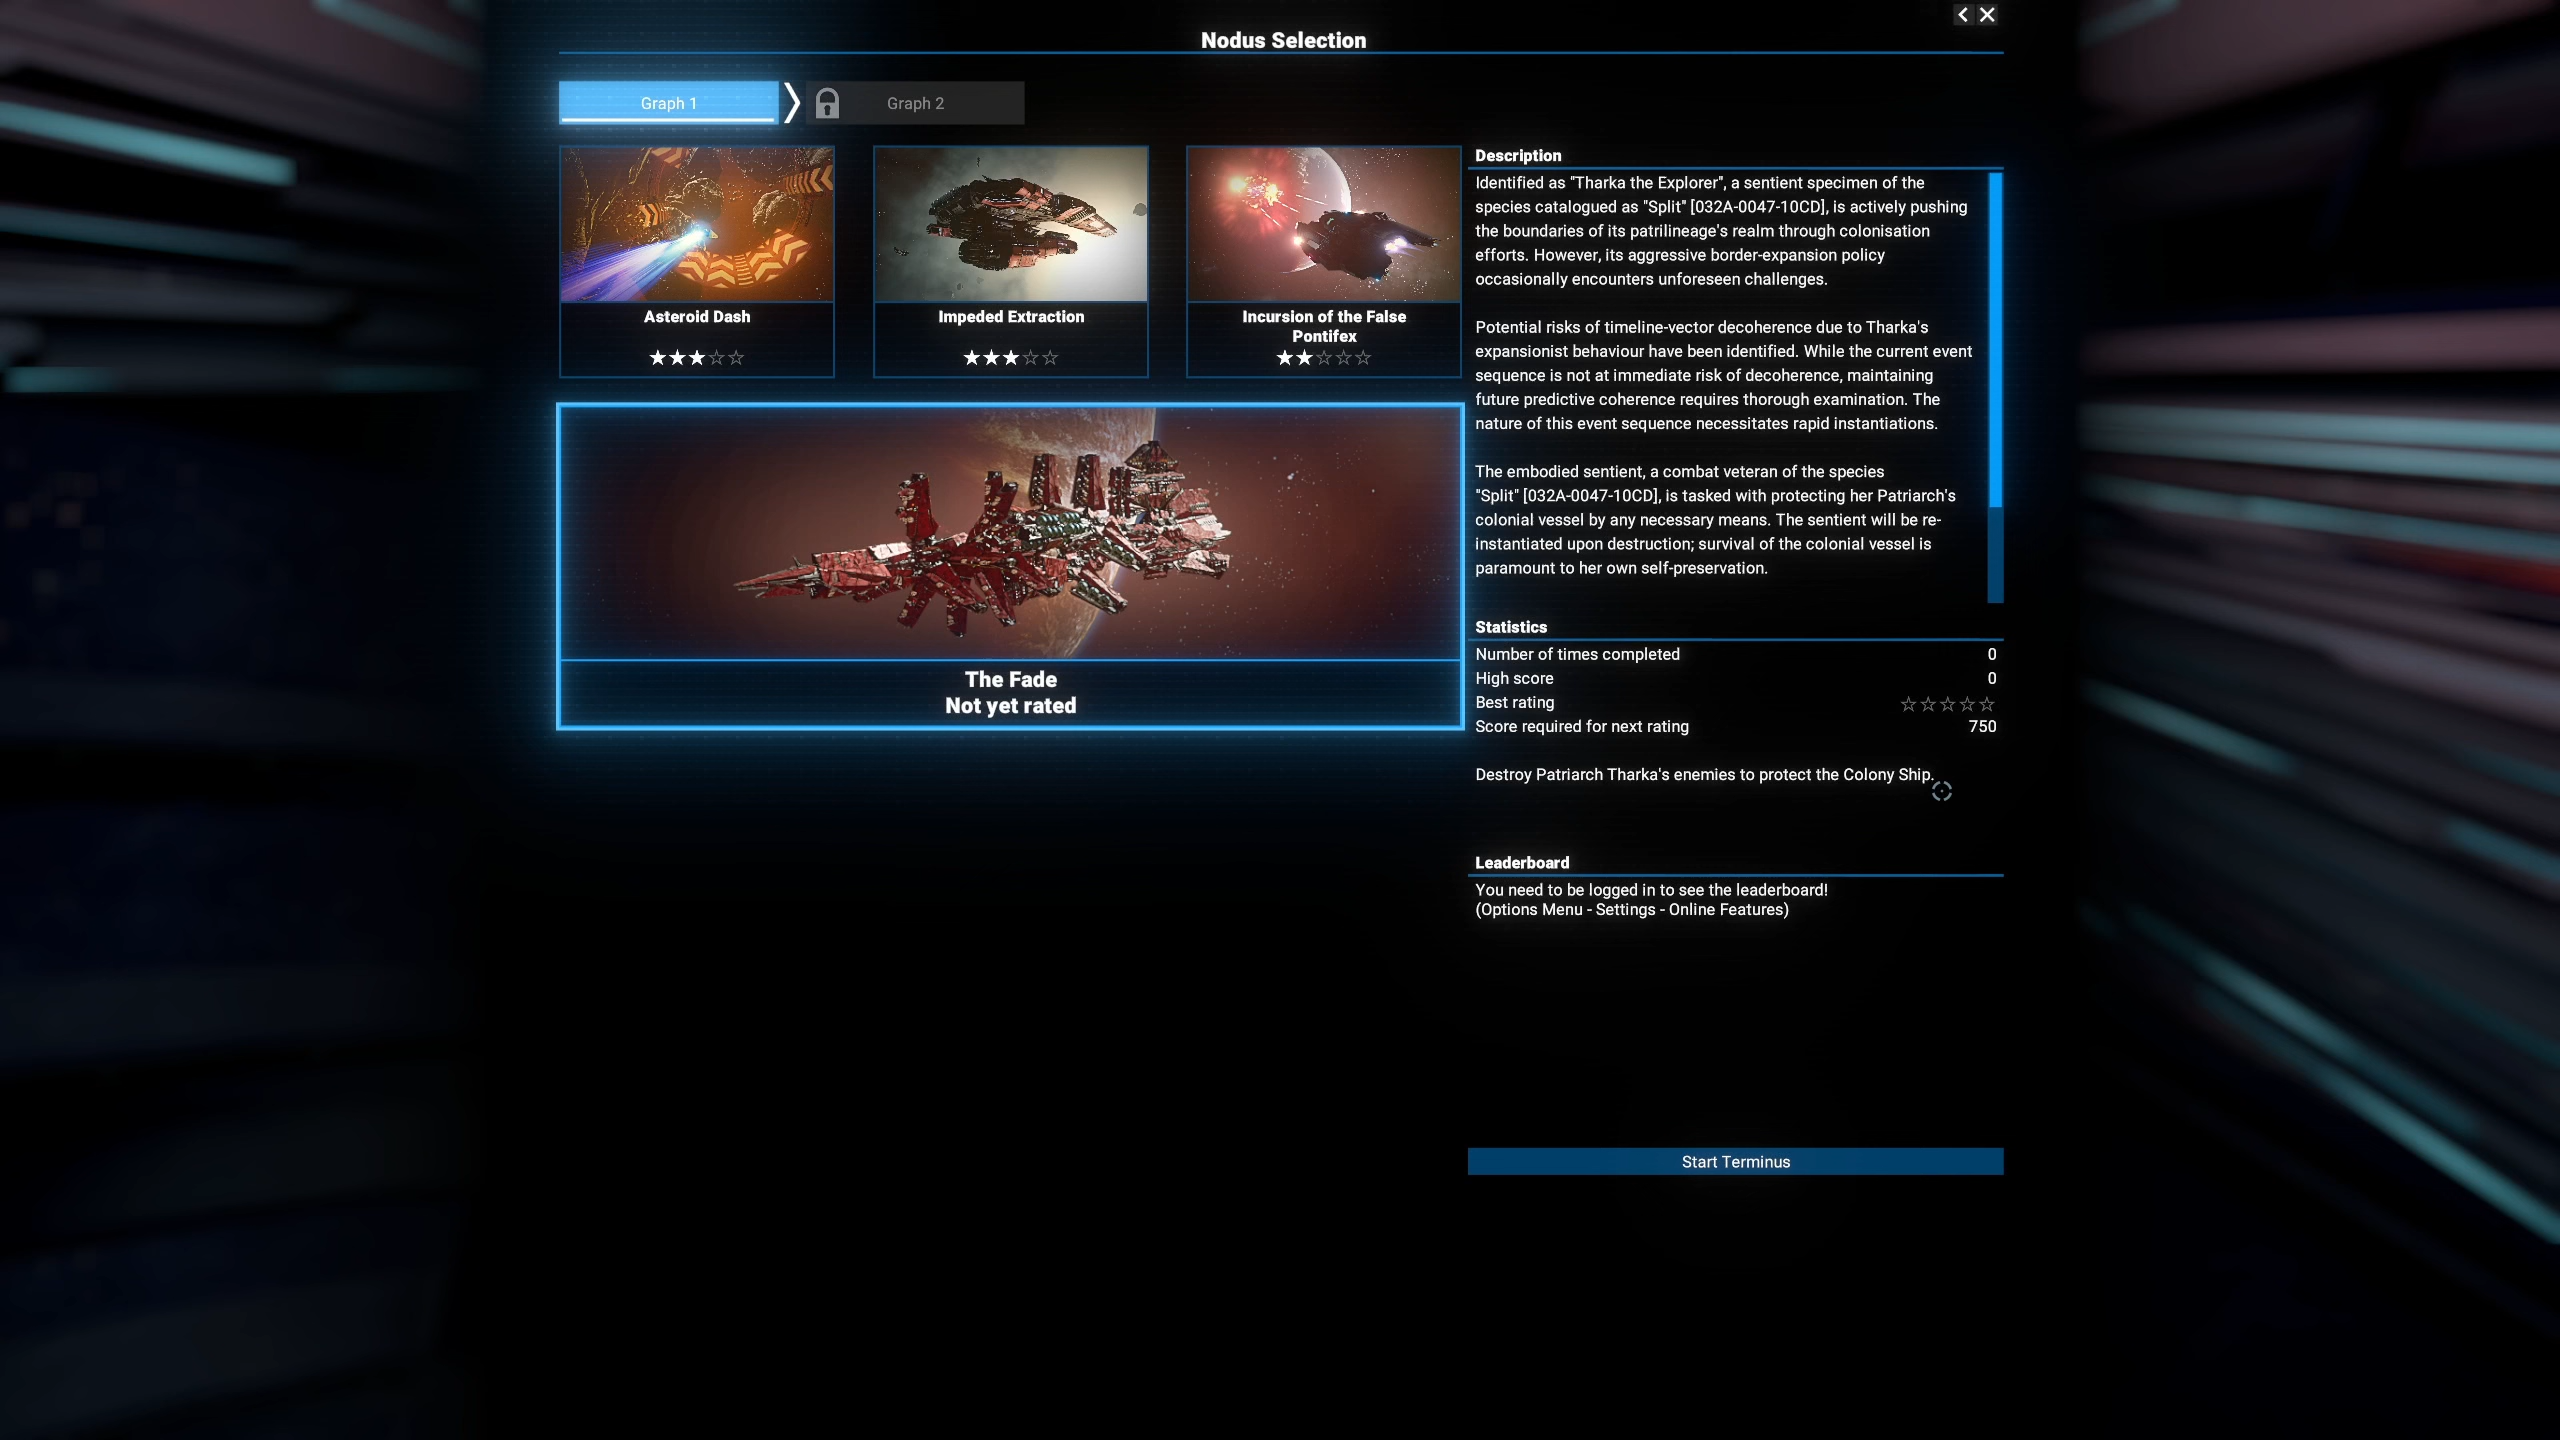 Nodus Selection
Graph 1
Graph 2
Asteroid Dash
Impeded Extraction
Incursion of the False
Pontifex
The Fade
Not yet rated
Description
Identified as "Tharka the Explorer", a sentient specimen of the
species catalogued as "Split" [032A-0047-10CD], is actively pushing
the boundaries of its patrilineage's realm through colonisation
efforts. However, its aggressive border-expansion policy
occasionally encounters unforeseen challenges.
Potential risks of timeline-vector decoherence due to Tharka's
expansionist behaviour have been identified. While the current event
sequence is not at immediate risk of decoherence, maintaining
future predictive coherence requires thorough examination. The
nature of this event sequence necessitates rapid instantiations.
The embodied sentient, a combat veteran of the species
"Split" [032A-0047-10CD], is tasked with protecting her Patriarch's
colonial vessel by any necessary means. The sentient will be re-
instantiated upon destruction; survival of the colonial vessel is
paramount to her own self-preservation.
Statistics
Number of times completed 0
High score 0
Best rating
Score required for next rating 750
Destroy Patriarch Tharka's enemies to protect the Colony Ship.
Leaderboard
You need to be logged in to see the leaderboard!
(Options Menu - Settings - Online Features)
Start Terminus